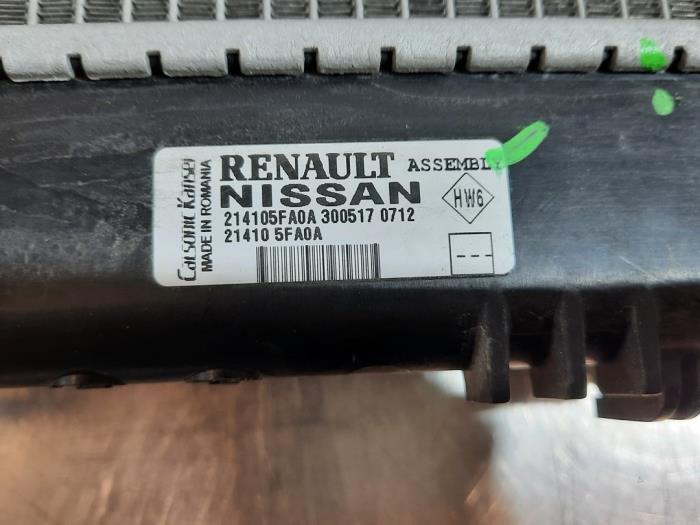 Calsonic Kansei
MADE IN ROMANIA
RENAULT ASSEMBLY
NISSAN
214105FA0A 300517 0712
21410 5FA0A
HW6
---